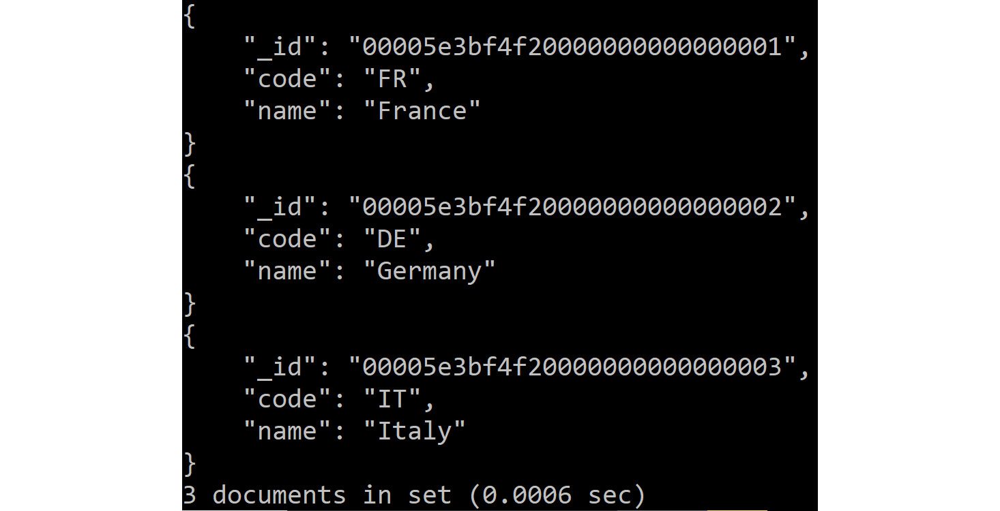 {
"_id": "00005e3bf4f20000000000000001",
"code": "FR",
"name": "France"
}
{
"_id": "00005e3bf4f20000000000000002",
"code": "DE",
"name": "Germany"
}
{
"_id": "00005e3bf4f20000000000000003",
"code": "IT",
"name": "Italy"
}
3 documents in set (0.0006 sec)